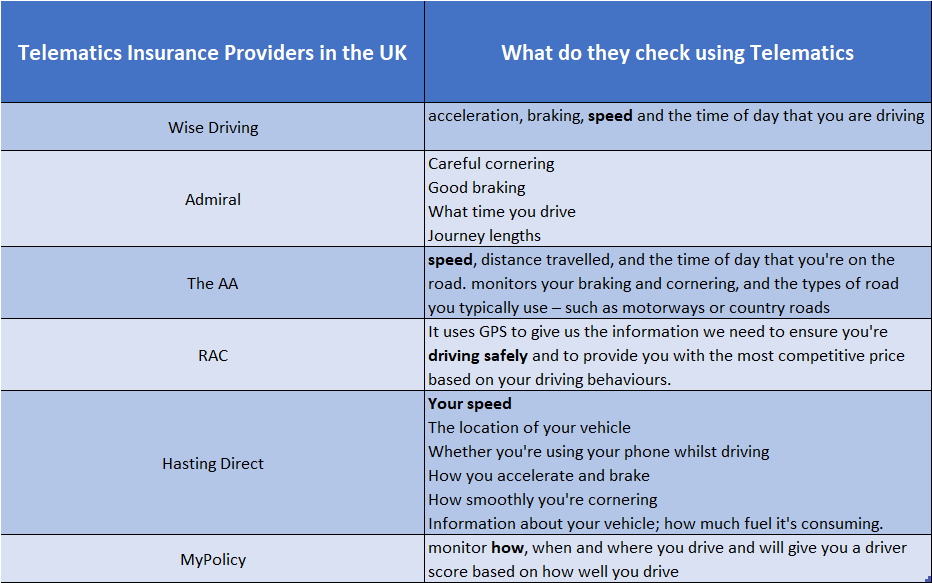 Telematics Insurance Providers in the UK
What do they check using Telematics
Wise Driving
acceleration, braking, speed and the time of day that you are driving
Admiral
Careful cornering
Good braking
What time you drive
Journey lengths
The AA
speed, distance travelled, and the time of day that you're on the
road. monitors your braking and cornering, and the types of road
you typically use – such as motorways or country roads
RAC
It uses GPS to give us the information we need to ensure you're
driving safely and to provide you with the most competitive price
based on your driving behaviours.
Hasting Direct
Your speed
The location of your vehicle
Whether you're using your phone whilst driving
How you accelerate and brake
How smoothly you're cornering
Information about your vehicle; how much fuel it's consuming.
MyPolicy
monitor how, when and where you drive and will give you a driver
score based on how well you drive